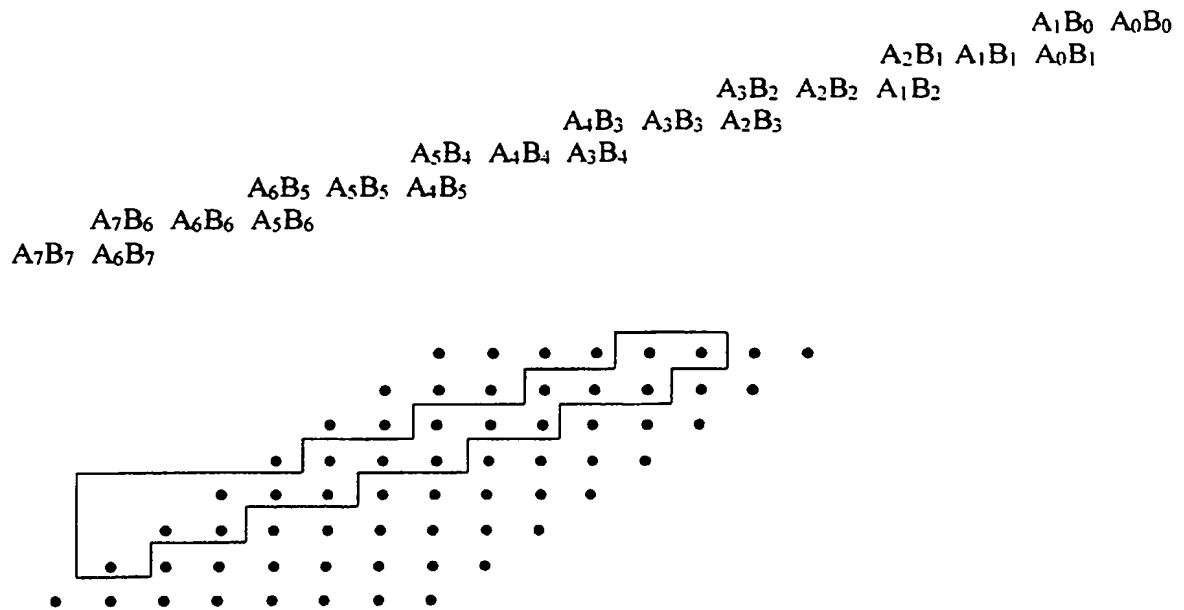 A₁B₀ A₀B₀
A₂B₁ A₁B₁ A₀B₁
A₃B₂ A₂B₂ A₁B₂
A₄B₃ A₃B₃ A₂B₃
A₅B₄ A₄B₄ A₃B₄
A₆B₅ A₅B₅ A₄B₅
A₇B₆ A₆B₆ A₅B₆
A₇B₇ A₆B₇